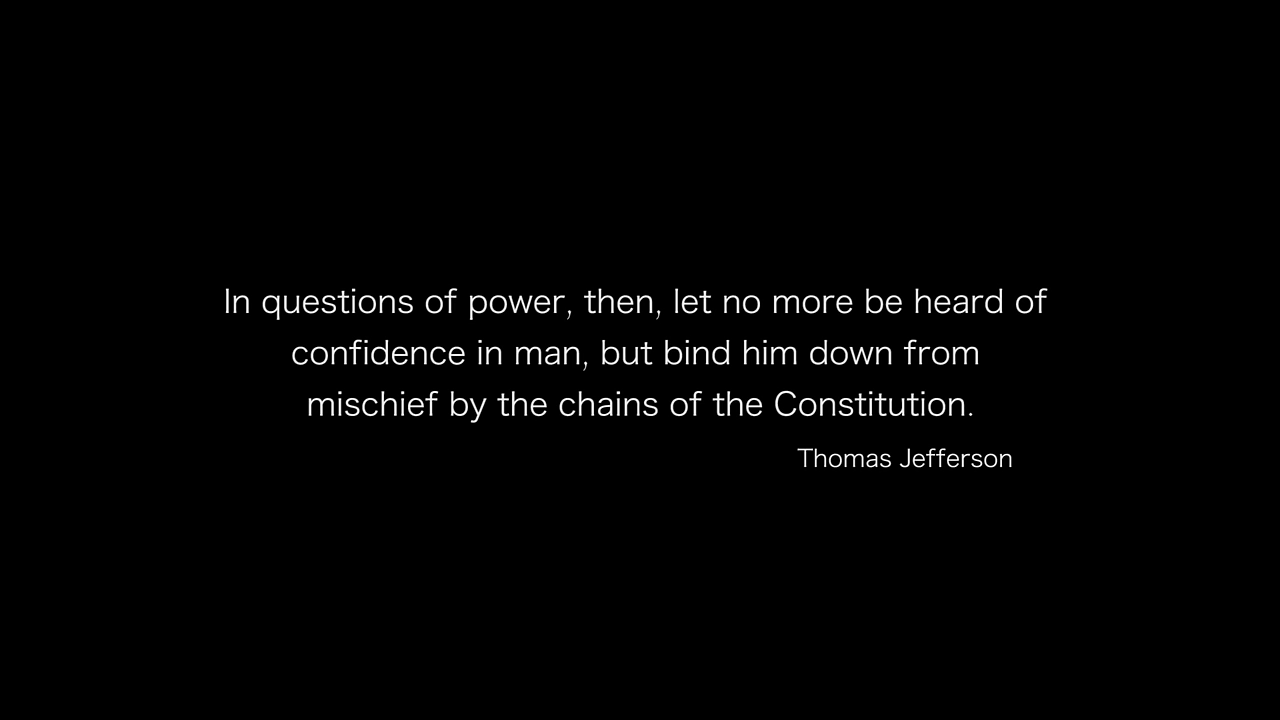 In questions of power, then, let no more be heard of
confidence in man, but bind him down from
mischief by the chains of the Constitution.
Thomas Jefferson